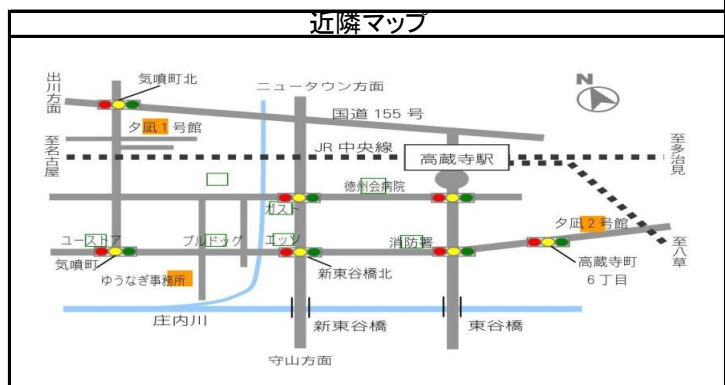 近隣マップ
出川方面
気噴町北
ニュータウン方面
N
国道155号
夕凪1号館
至名古屋
JR中央線
高蔵寺駅
至多治見
徳州会病院
ガスト
夕凪2号館
ユーストア
ブルドッグ
エッソ
消防署
至八草
気噴町
新東谷橋北
高蔵寺町
6丁目
ゆうなぎ事務所
庄内川
新東谷橋
東谷橋
守山方面